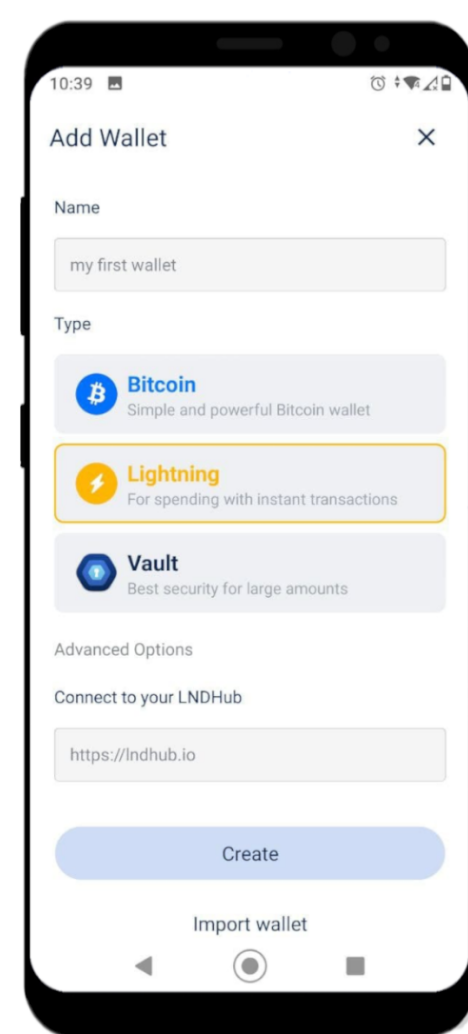 10:39
Add Wallet
Name
my first wallet
Type
Bitcoin
Simple and powerful Bitcoin wallet
Lightning
For spending with instant transactions
Vault
Best security for large amounts
Advanced Options
Connect to your LNDHub
https://lndhub.io
Create
Import wallet